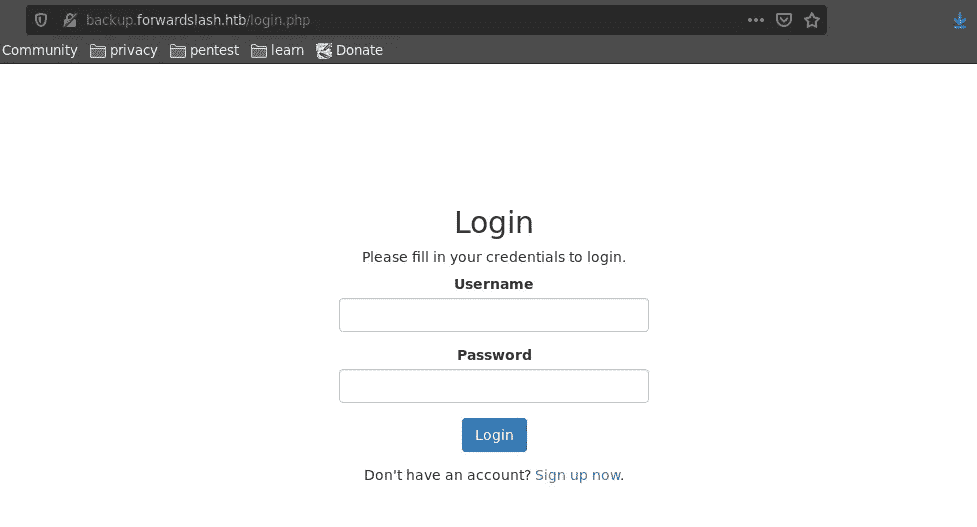 backup.forwardslash.htb/login.php
Community privacy pentest learn Donate
Login
Please fill in your credentials to login.
Username
Password
Login
Don't have an account? Sign up now.